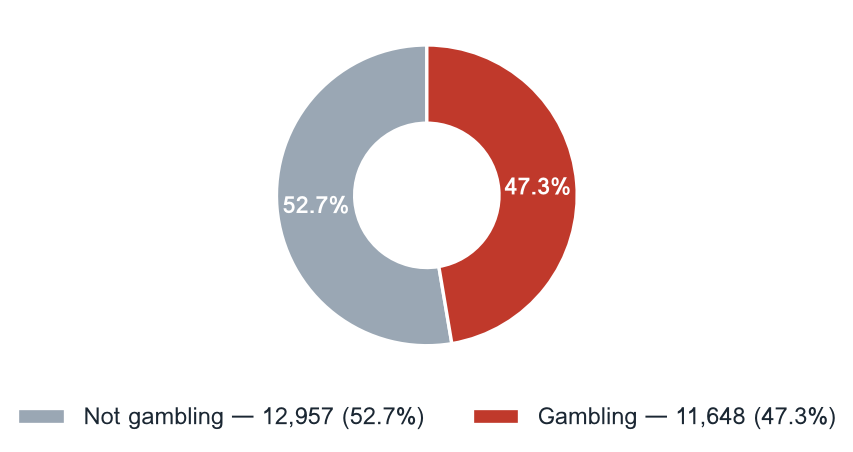 47.3%
52.7%
Not gambling — 12,957 (52.7%)
Gambling — 11,648 (47.3%)